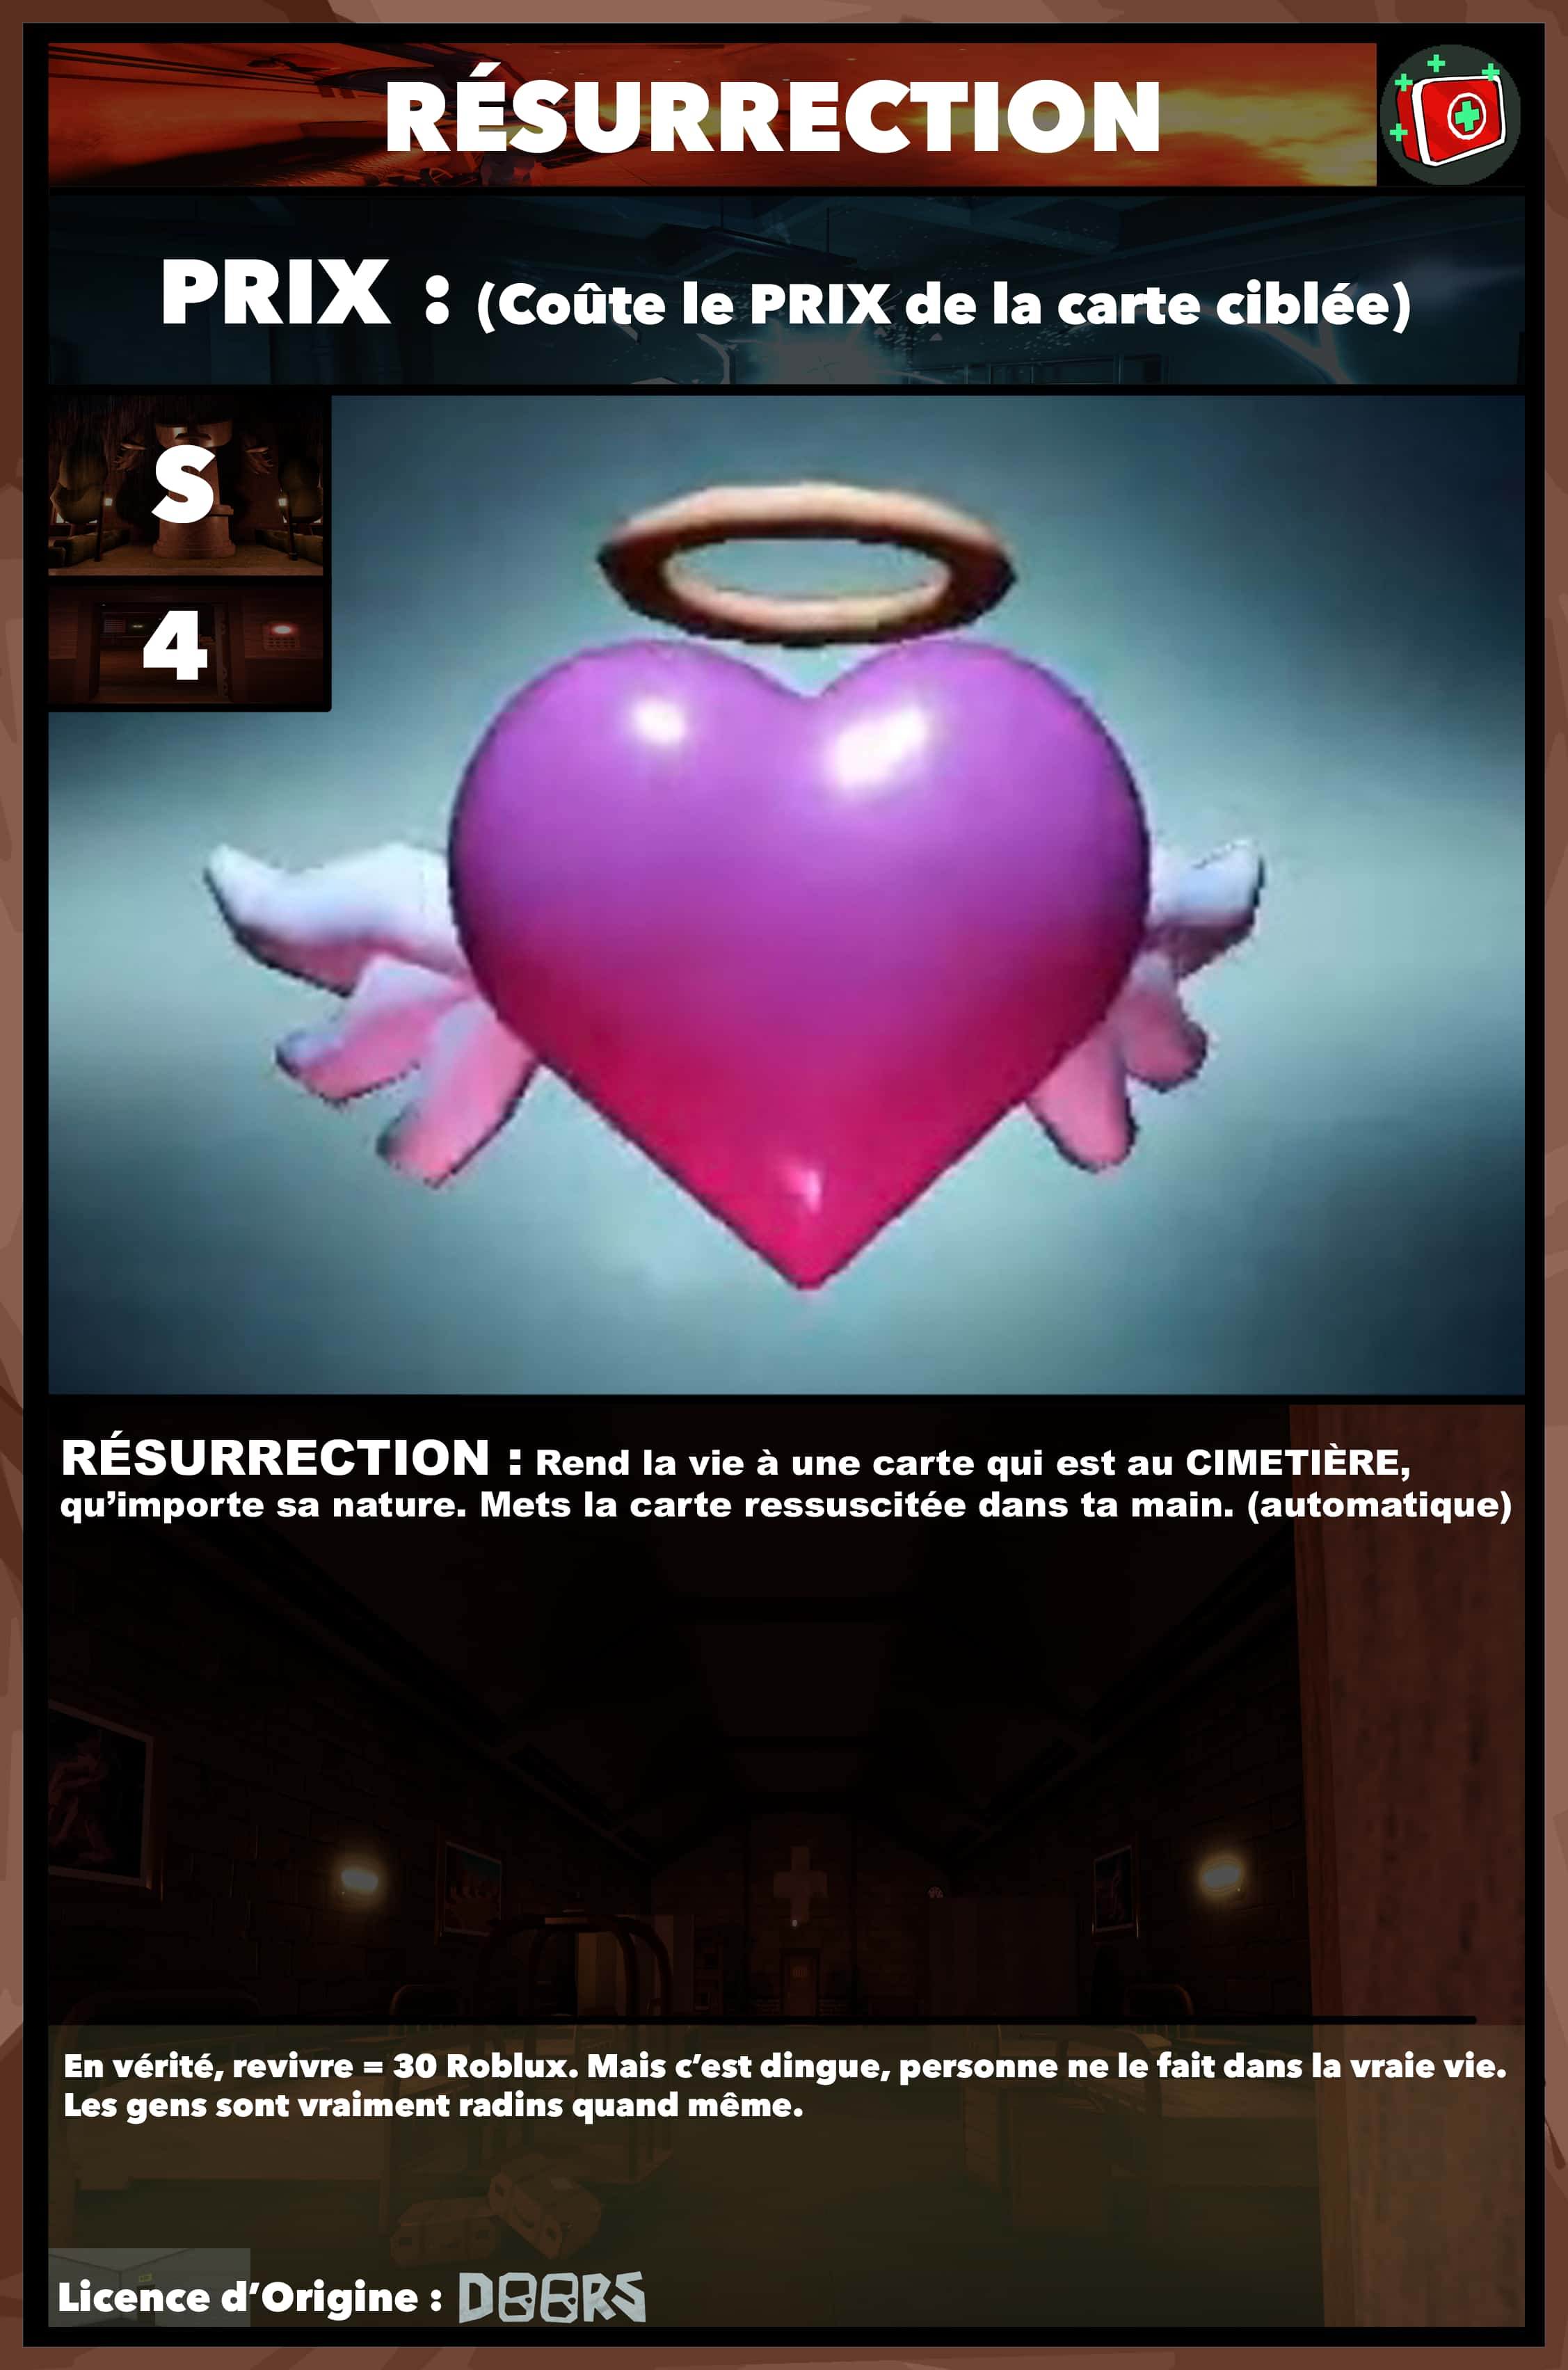 RÉSURRECTION
PRIX : (Coûte le PRIX de la carte ciblée)
S
4
RÉSURRECTION : Rend la vie à une carte qui est au CIMETIÈRE,
qu’importe sa nature. Mets la carte ressuscitée dans ta main. (automatique)
En vérité, revivre = 30 Roblux. Mais c’est dingue, personne ne le fait dans la vraie vie.
Les gens sont vraiment radins quand même.
Licence d’Origine : DOORS